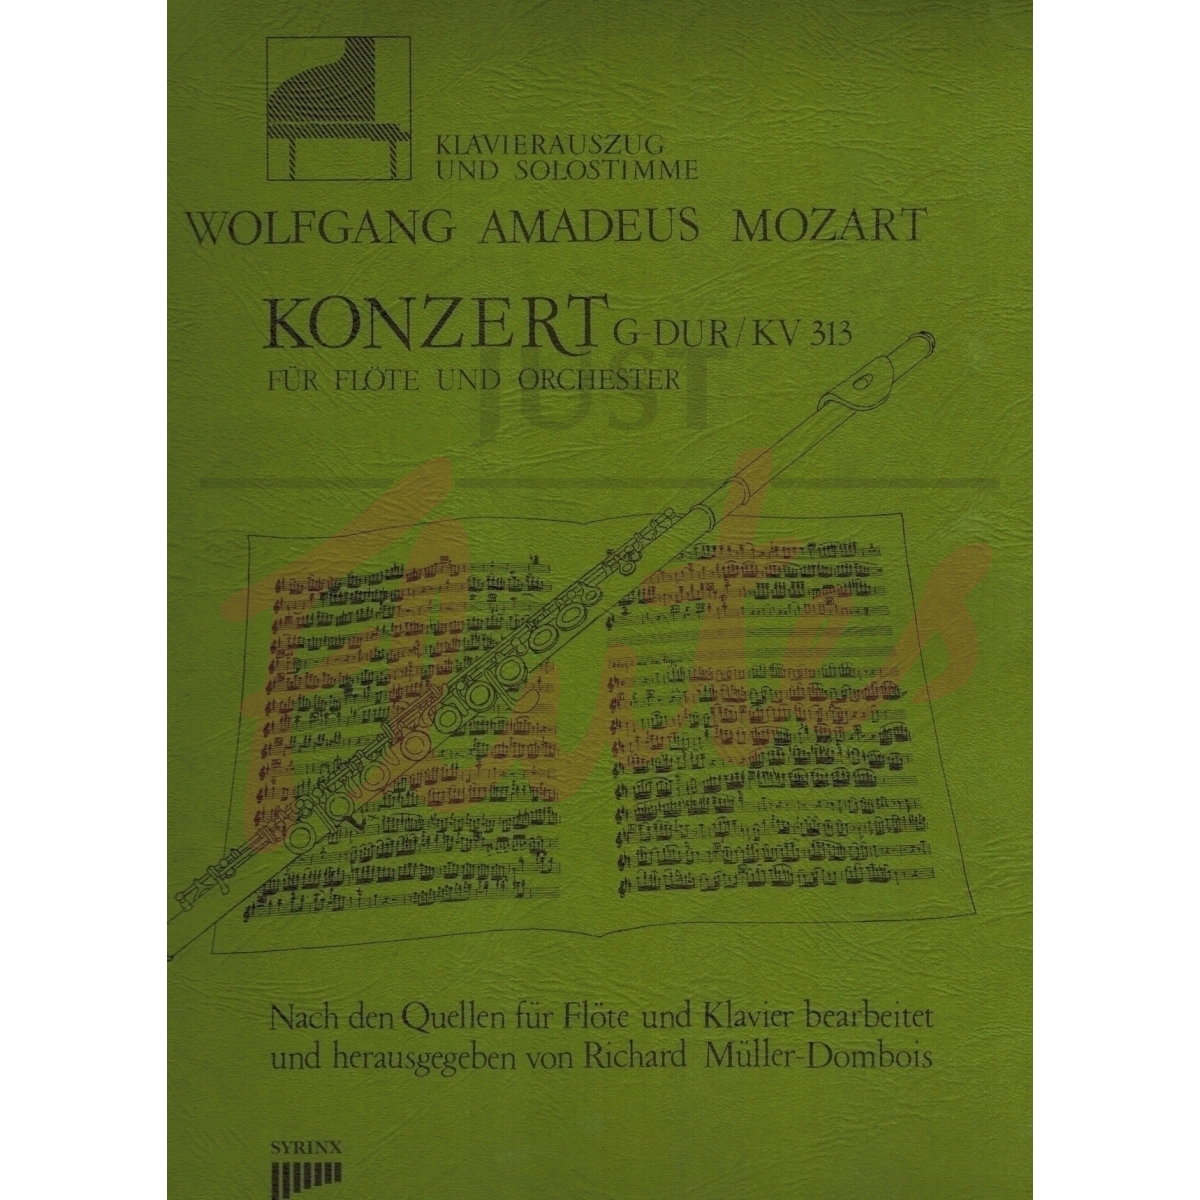 KLAVIERAUSZUG
UND SOLOSTIMME
WOLFGANG AMADEUS MOZART
KONZERT G-DUR/KV 313
FÜR FLÖTE UND ORCHESTER
JUST
flutes
Nach den Quellen für Flöte und Klavier bearbeitet
und herausgegeben von Richard Müller-Dombois
SYRINX